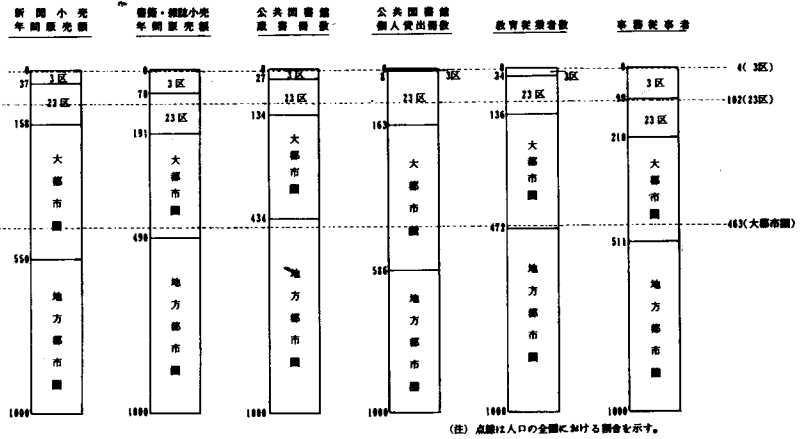 新聞小売
年間販売額
書籍・雑誌小売
年間販売額
公共図書館
蔵書冊数
公共図書館
個人貸出冊数
教育従業者数
事務従事者
0
3区
37
23区
158
大都市圏
550
地方都市圏
1000
0
3区
70
23区
191
大都市圏
490
地方都市圏
1000
0
3区
27
23区
134
大都市圏
434
地方都市圏
1000
0
8
3区
23区
163
大都市圏
586
地方都市圏
1000
0
34
3区
23区
136
大都市圏
472
地方都市圏
1000
0
3区
90
23区
210
大都市圏
511
地方都市圏
1000
4( 3区)
102(23区)
463(大都市圏)
(注) 点線は人口の全国における割合を示す。